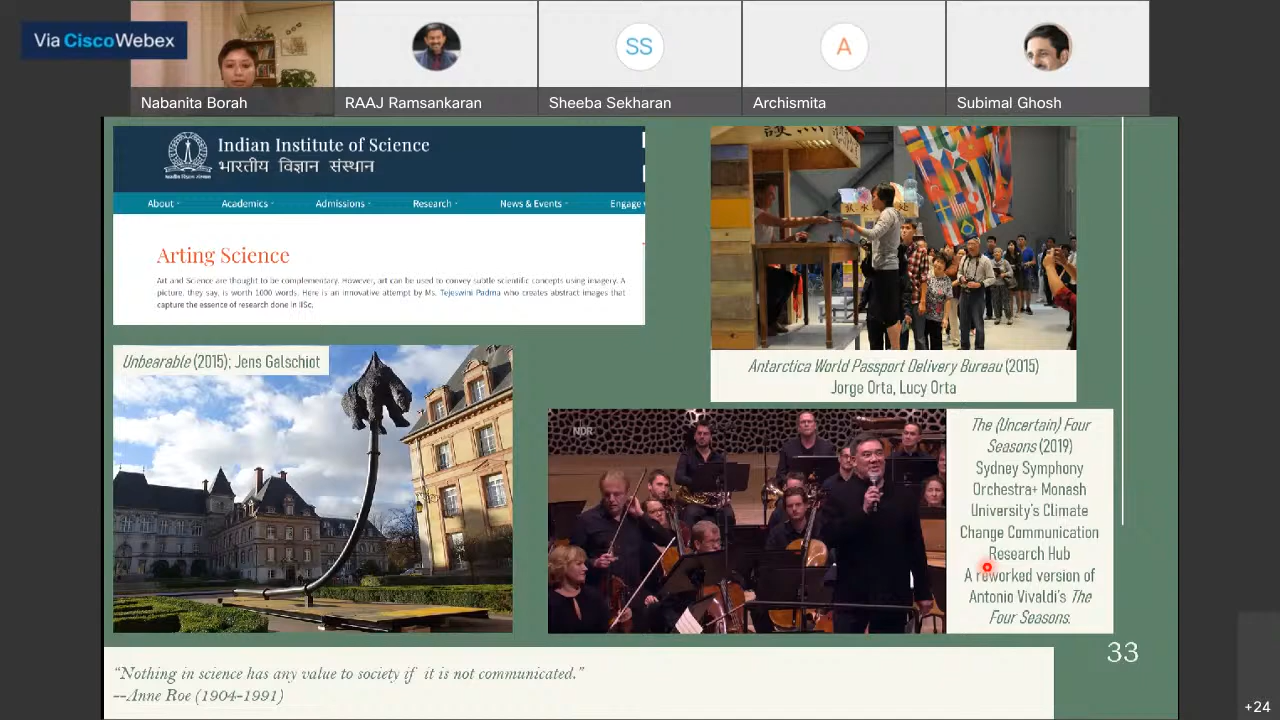 Via CiscoWebex
Nabanita Borah
RAAJ Ramsankaran
SS
Sheeba Sekharan
A
Archismita
Subimal Ghosh
Indian Institute of Science
भारतीय विज्ञान संस्थान
About
Academics
Admissions
Research
News & Events
Engage
Arting Science
Art and Science are thought to be complementary. However, art can be used to convey subtle scientific concepts using imagery. A
picture, they say, is worth 1000 words. Here is an innovative attempt by Ms. Tejeswini Padma who creates abstract images that
capture the essence of research done in IISc.
Antarctica World Passport Delivery Bureau (2015)
Jorge Orta, Lucy Orta
Unbearable (2015); Jens Galschiot
NDR
The (Uncertain) Four
Seasons (2019)
Sydney Symphony
Orchestra+ Monash
University's Climate
Change Communication
Research Hub
A reworked version of
Antonio Vivaldi's The
Four Seasons.
33
“Nothing in science has any value to society if it is not communicated.”
--Anne Roe (1904-1991)
+24